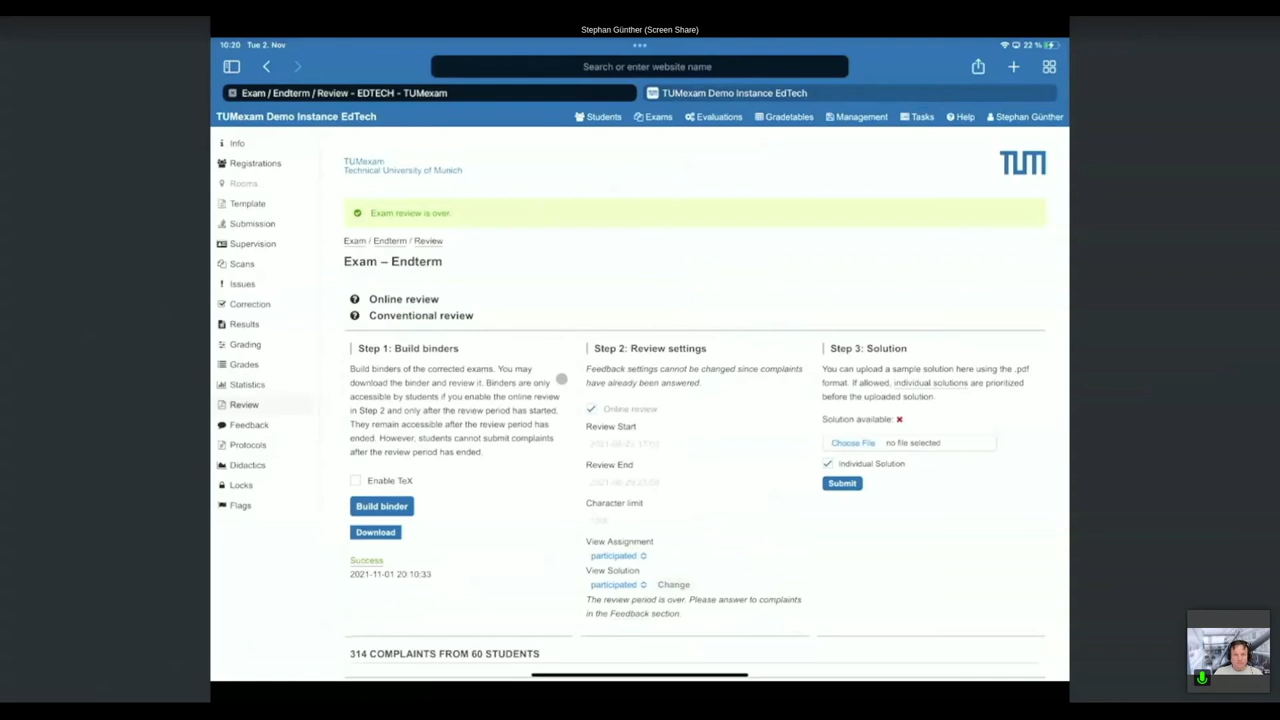 Stephan Günther (Screen Share)
10:20 Tue 2. Nov
22 %
Search or enter website name
Exam / Endterm / Review - EDTECH - TUMexam
TUMexam Demo Instance EdTech
TUMexam Demo Instance EdTech
Students
Exams
Evaluations
Gradetables
Management
Tasks
Help
Stephan Günther
Info
Registrations
Rooms
Template
Submission
Supervision
Scans
Issues
Correction
Results
Grading
Grades
Statistics
Review
Feedback
Protocols
Didactics
Locks
Flags
TUMexam
Technical University of Munich
TUM
Exam review is over.
Exam / Endterm / Review
Exam – Endterm
Online review
Conventional review
Step 1: Build binders
Build binders of the corrected exams. You may
download the binder and review it. Binders are only
accessible by students if you enable the online review
in Step 2 and only after the review period has started.
They remain accessible after the review period has
ended. However, students cannot submit complaints
after the review period has ended.
Enable TeX
Build binder
Download
Success
2021-11-01 20:10:33
Step 2: Review settings
Feedback settings cannot be changed since complaints
have already been answered.
Online review
Review Start
Review End
Character limit
View Assignment
participated
View Solution
participated
Change
The review period is over. Please answer to complaints
in the Feedback section.
Step 3: Solution
You can upload a sample solution here using the .pdf
format. If allowed, individual solutions are prioritized
before the uploaded solution.
Solution available:
Choose File no file selected
Individual Solution
Submit
314 COMPLAINTS FROM 60 STUDENTS